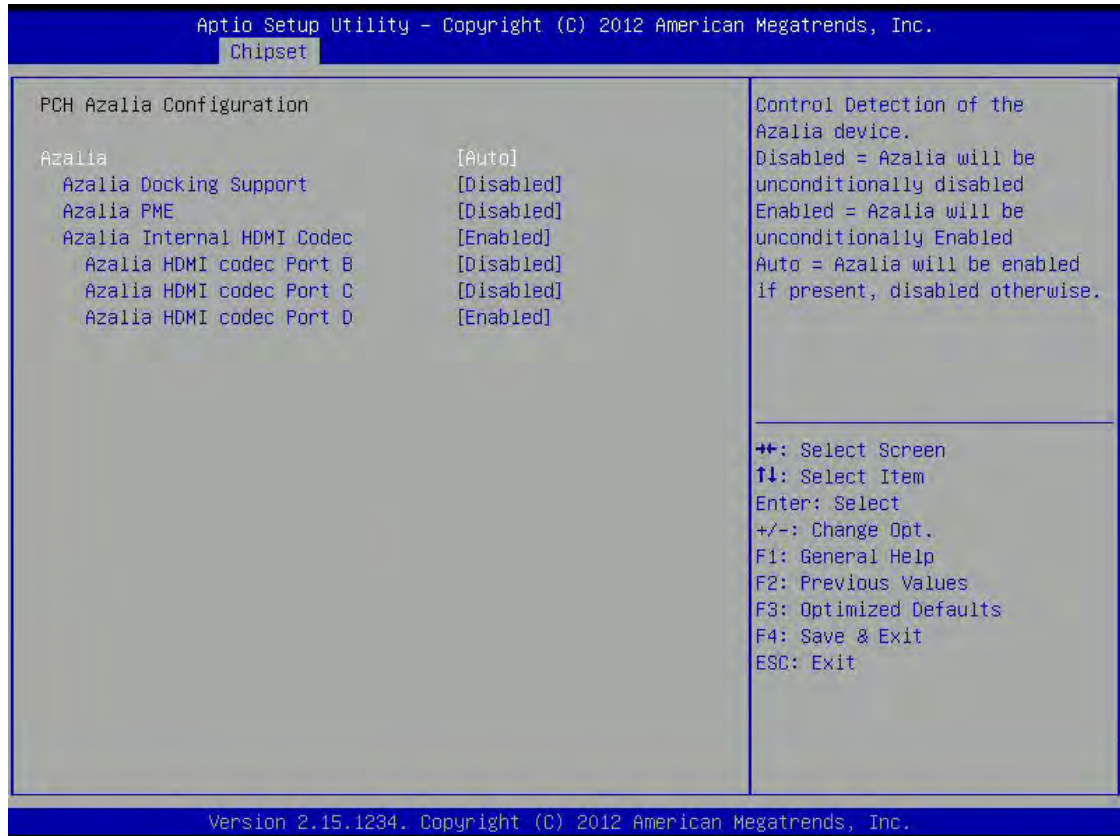 Aptio Setup Utility – Copyright (C) 2012 American Megatrends, Inc.
Chipset
PCH Azalia Configuration
Azalia [Auto]
Azalia Docking Support [Disabled]
Azalia PME [Disabled]
Azalia Internal HDMI Codec [Enabled]
Azalia HDMI codec Port B [Disabled]
Azalia HDMI codec Port C [Disabled]
Azalia HDMI codec Port D [Enabled]
Control Detection of the
Azalia device.
Disabled = Azalia will be
unconditionally disabled
Enabled = Azalia will be
unconditionally Enabled
Auto = Azalia will be enabled
if present, disabled otherwise.
→←: Select Screen
↑↓: Select Item
Enter: Select
+/-: Change Opt.
F1: General Help
F2: Previous Values
F3: Optimized Defaults
F4: Save & Exit
ESC: Exit
Version 2.15.1234. Copyright (C) 2012 American Megatrends, Inc.